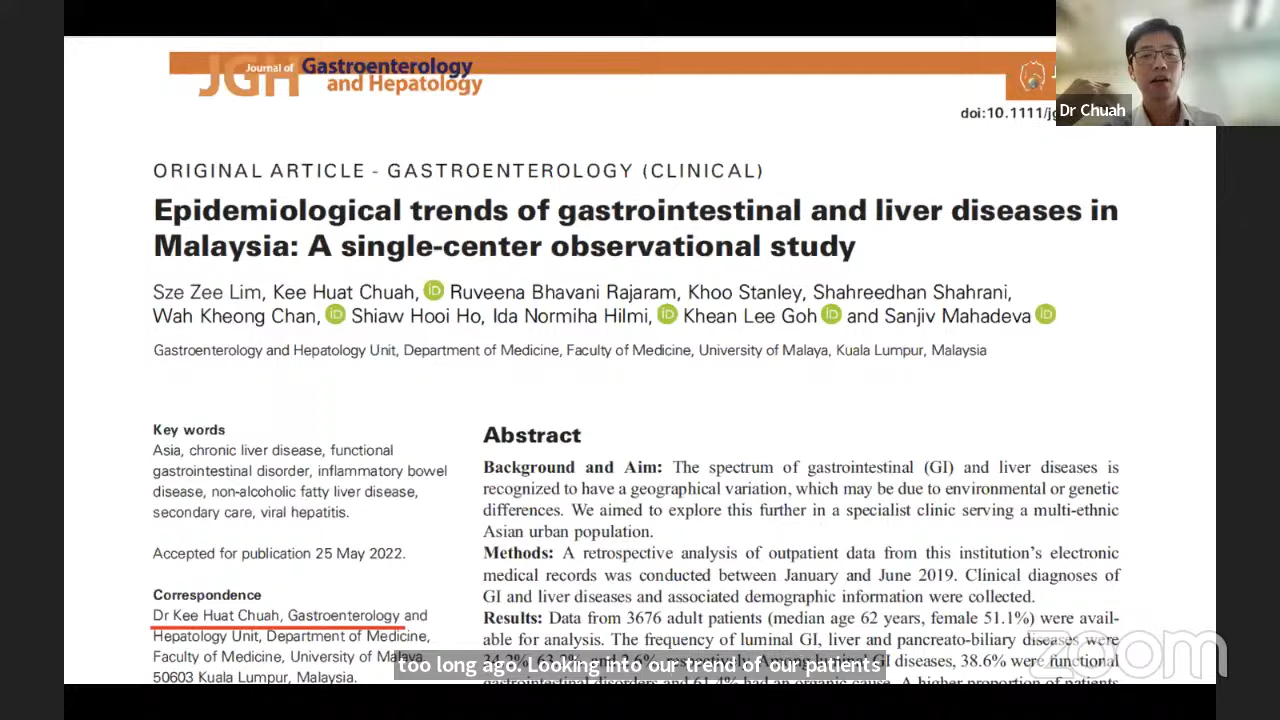 JGH Journal of Gastroenterology
and Hepatology
doi:10.1111/jg
Dr Chuah
ORIGINAL ARTICLE - GASTROENTEROLOGY (CLINICAL)
Epidemiological trends of gastrointestinal and liver diseases in
Malaysia: A single-center observational study
Sze Zee Lim, Kee Huat Chuah, iD Ruveena Bhavani Rajaram, Khoo Stanley, Shahreedhan Shahrani,
Wah Kheong Chan, iD Shiaw Hooi Ho, Ida Normiha Hilmi, iD Khean Lee Goh iD and Sanjiv Mahadeva iD
Gastroenterology and Hepatology Unit, Department of Medicine, Faculty of Medicine, University of Malaya, Kuala Lumpur, Malaysia
Key words
Asia, chronic liver disease, functional
gastrointestinal disorder, inflammatory bowel
disease, non-alcoholic fatty liver disease,
secondary care, viral hepatitis.
Accepted for publication 25 May 2022.
Correspondence
Dr Kee Huat Chuah, Gastroenterology and
Hepatology Unit, Department of Medicine,
Faculty of Medicine, University of Malaya,
50603 Kuala Lumpur, Malaysia.
Abstract
Background and Aim: The spectrum of gastrointestinal (GI) and liver diseases is
recognized to have a geographical variation, which may be due to environmental or genetic
differences. We aimed to explore this further in a specialist clinic serving a multi-ethnic
Asian urban population.
Methods: A retrospective analysis of outpatient data from this institution's electronic
medical records was conducted between January and June 2019. Clinical diagnoses of
GI and liver diseases and associated demographic information were collected.
Results: Data from 3676 adult patients (median age 62 years, female 51.1%) were avail-
able for analysis. The frequency of luminal GI, liver and pancreato-biliary diseases were
diseases, 38.6% were functional
too long ago. Looking into our trend of our patients
zoom